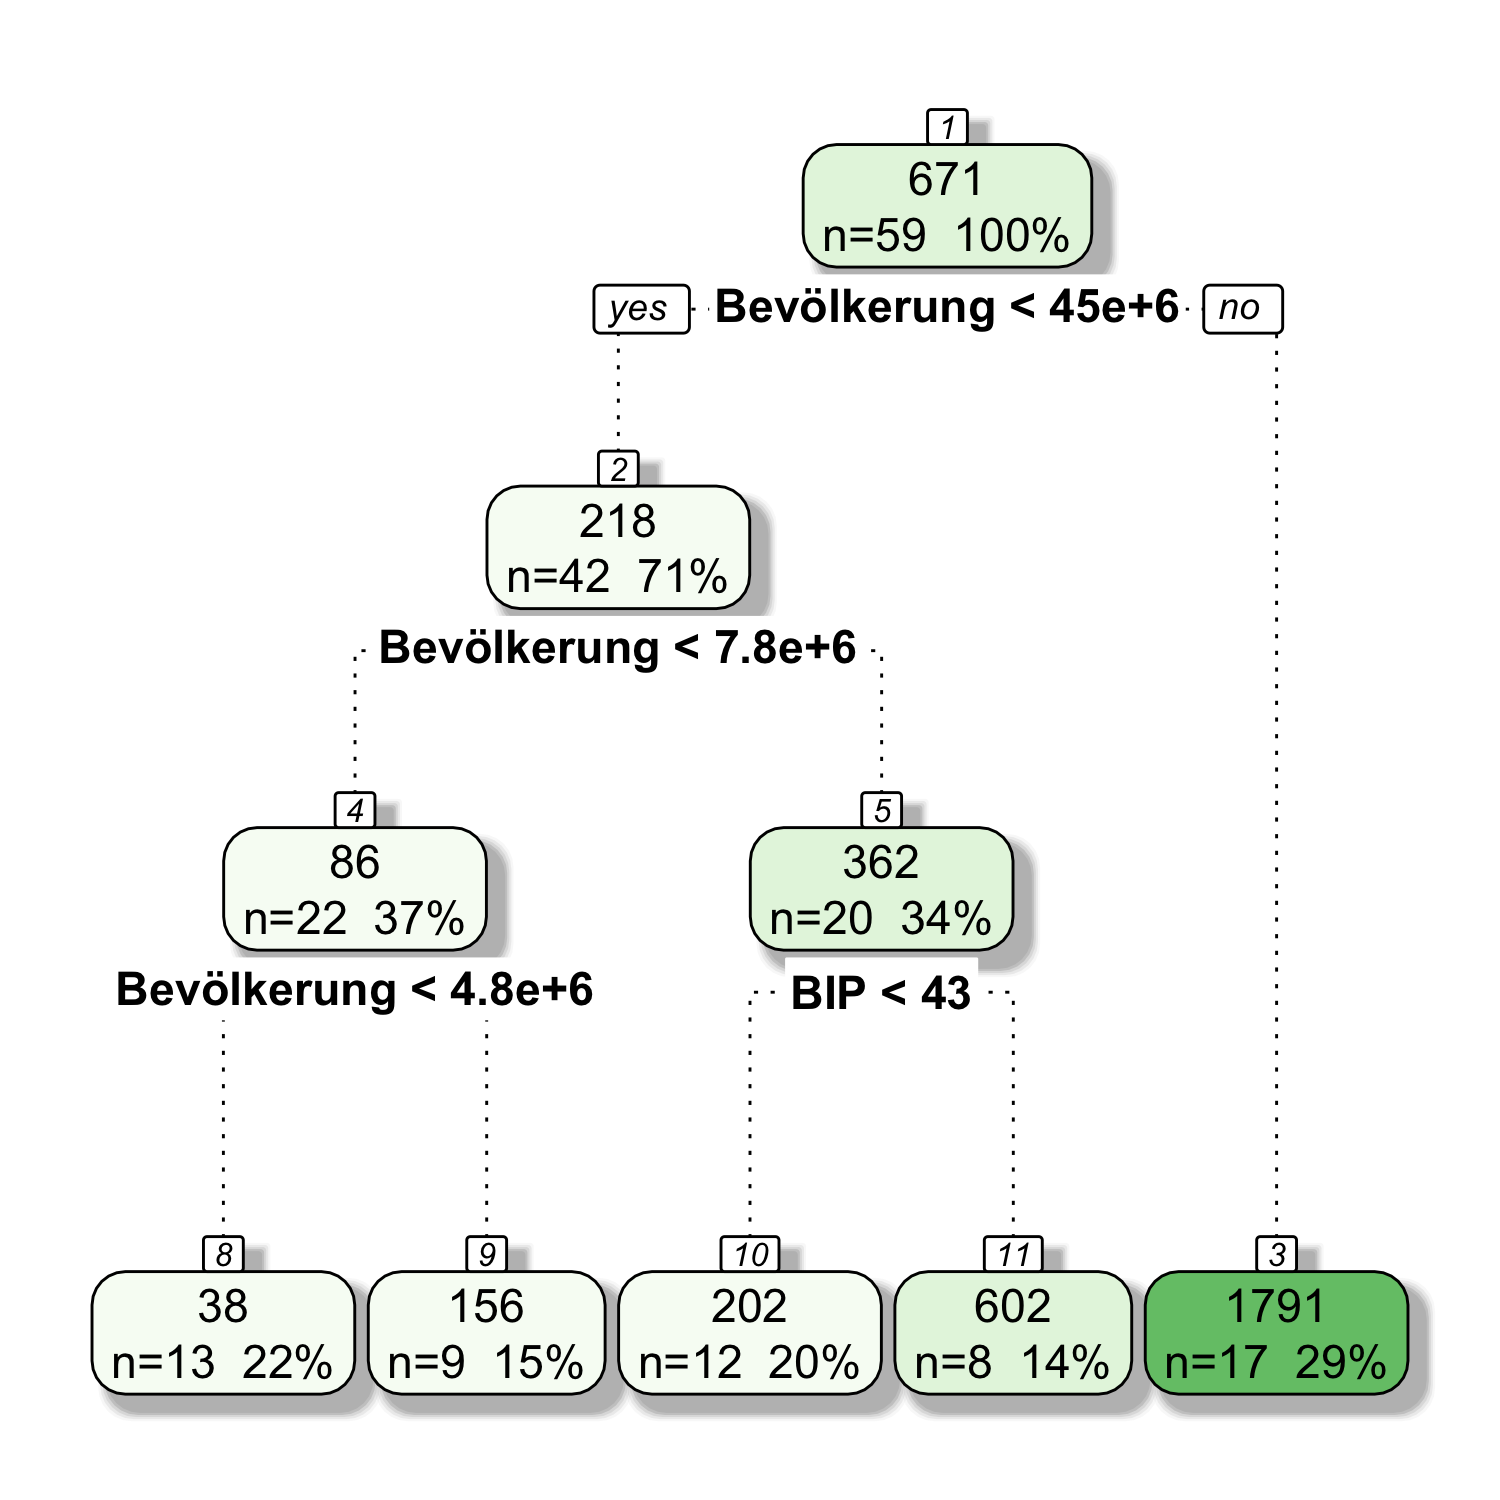 1
671
n=59 100%
yes Bevölkerung < 45e+6 no
2
218
n=42 71%
Bevölkerung < 7.8e+6
4
86
n=22 37%
Bevölkerung < 4.8e+6
5
362
n=20 34%
BIP < 43
8
38
n=13 22%
9
156
n=9 15%
10
202
n=12 20%
11
602
n=8 14%
3
1791
n=17 29%